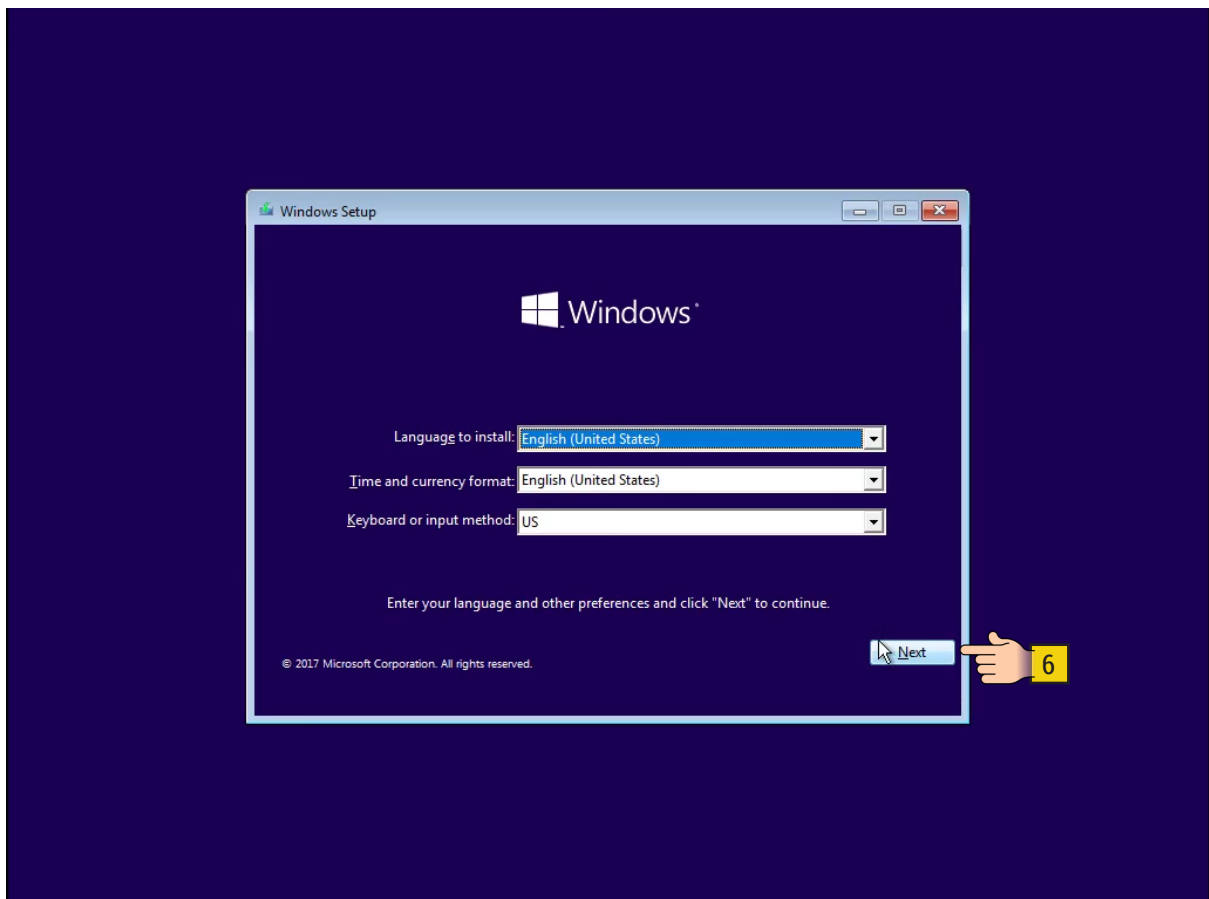 Windows Setup
Windows
Language to install: English (United States)
Time and currency format: English (United States)
Keyboard or input method: US
Enter your language and other preferences and click "Next" to continue.
Next
6
© 2017 Microsoft Corporation. All rights reserved.